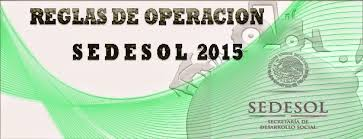 REGLAS DE OPERACION
SEDESOL 2015
SEDESOL
SECRETARÍA DE
DESARROLLO SOCIAL